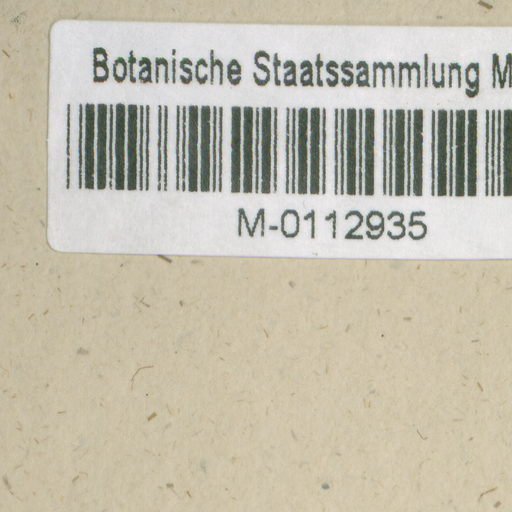 Botanische Staatssammlung M
M-0112935